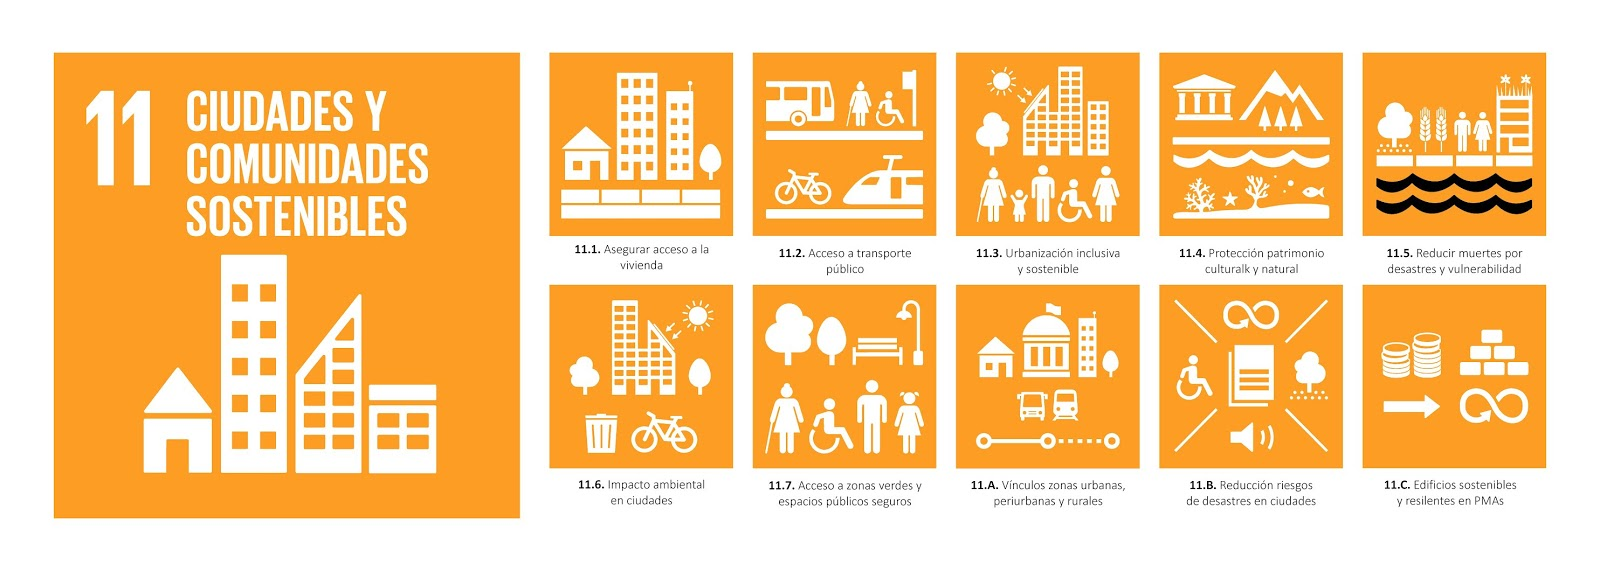 11 CIUDADES Y
COMUNIDADES
SOSTENIBLES
11.1. Asegurar acceso a la
vivienda
11.2. Acceso a transporte
público
11.3. Urbanización inclusiva
y sostenible
11.4. Protección patrimonio
culturalk y natural
11.5. Reducir muertes por
desastres y vulnerabilidad
11.6. Impacto ambiental
en ciudades
11.7. Acceso a zonas verdes y
espacios públicos seguros
11.A. Vínculos zonas urbanas,
periurbanas y rurales
11.B. Reducción riesgos
de desastres en ciudades
11.C. Edificios sostenibles
y resilentes en PMAs